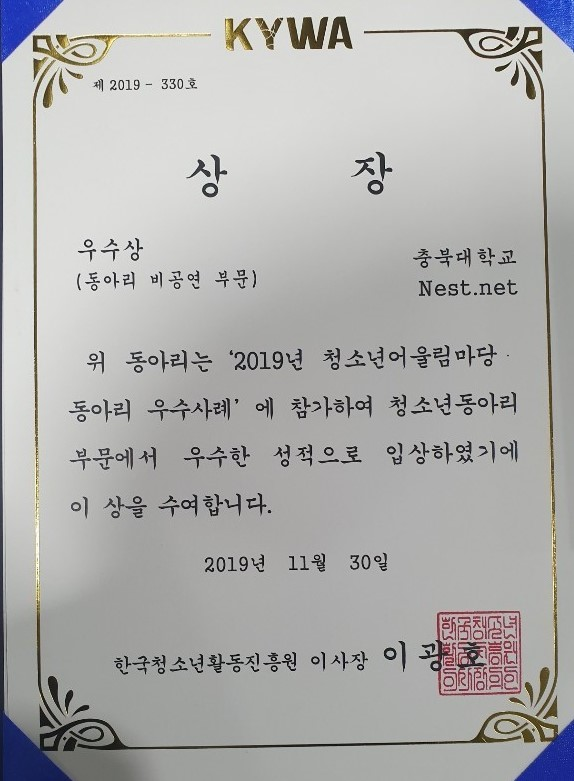 KYWA
제 2019 - 330호
상 장
우수상
(동아리 비공연 부문)
충북대학교
Nest.net
위 동아리는 '2019년 청소년어울림마당·
동아리 우수사례' 에 참가하여 청소년동아리
부문에서 우수한 성적으로 입상하였기에
이 상을 수여합니다.
2019년 11월 30일
한국청소년활동진흥원 이사장 이광호